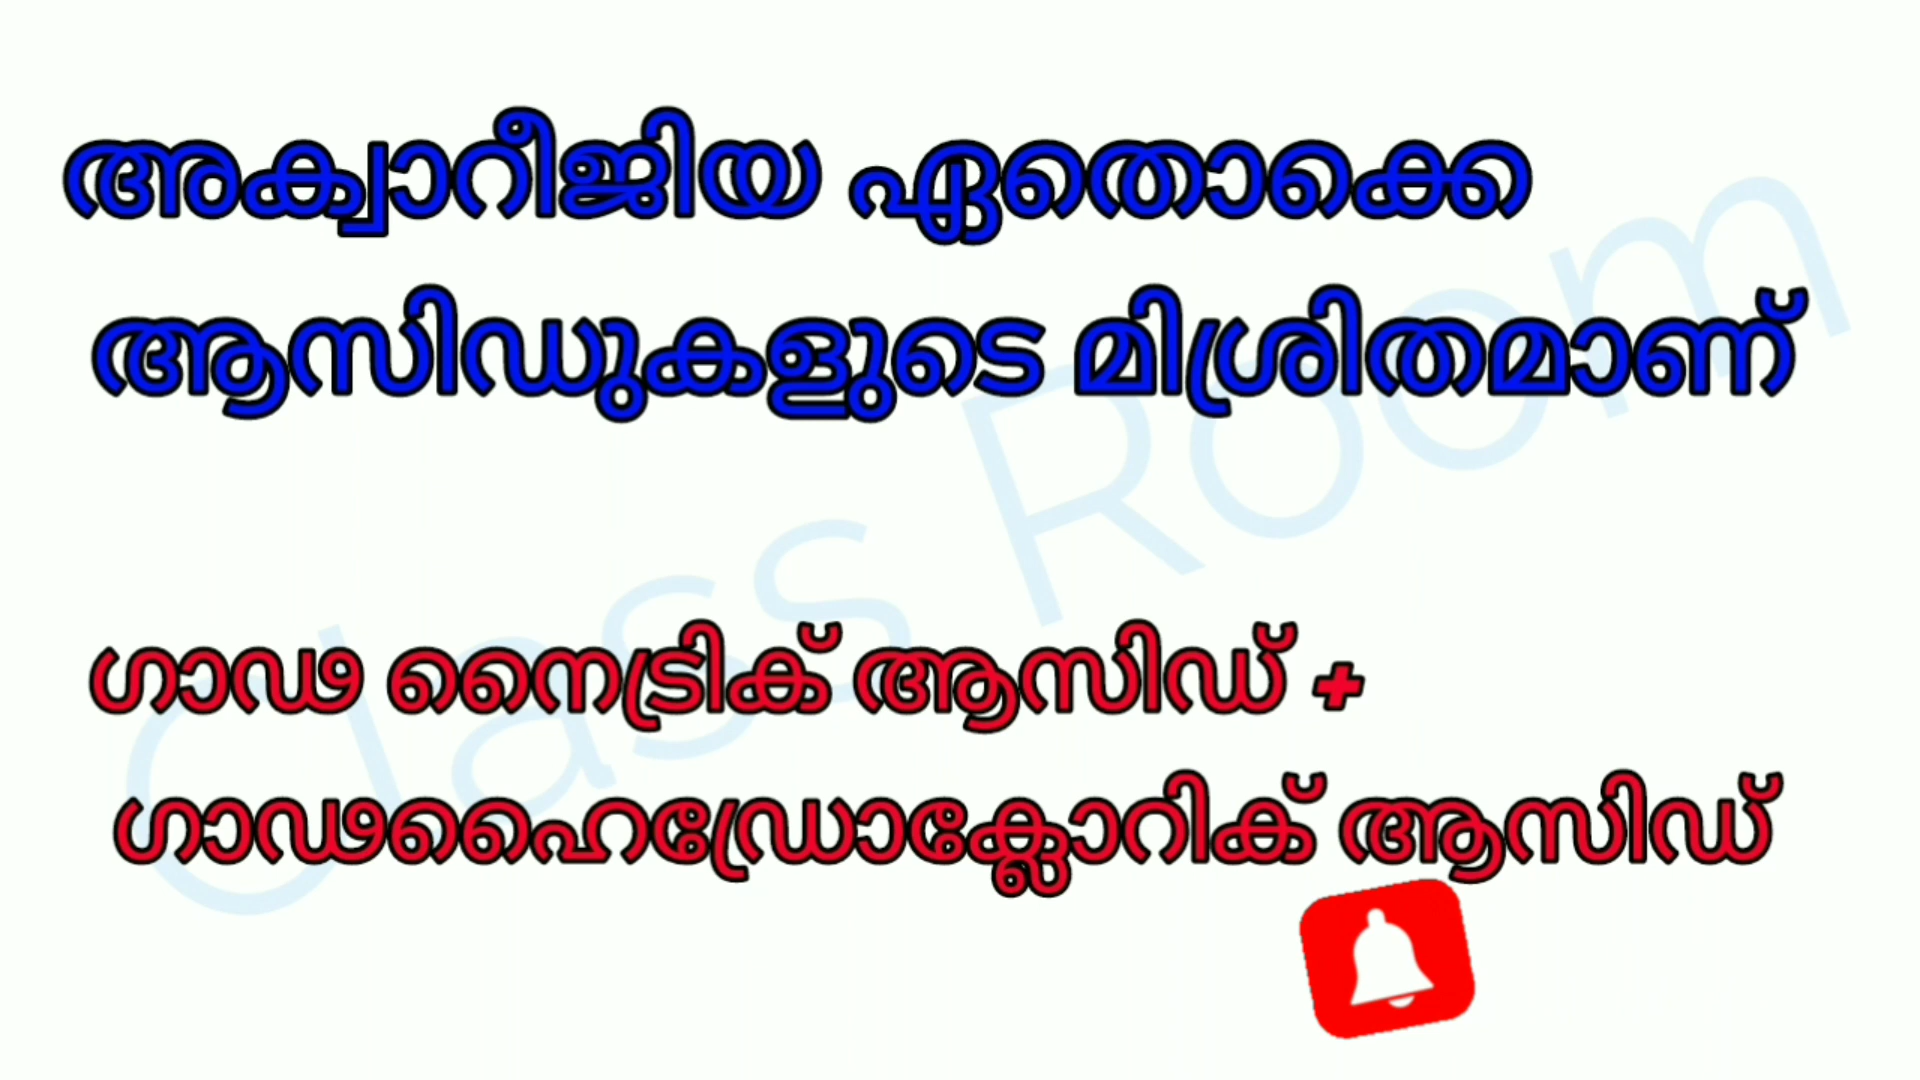 അക്വാറീജിയ ഏതൊക്കെ
ആസിഡുകളുടെ മിശ്രിതമാണ്
ഗാഢ നൈട്രിക് ആസിഡ് +
ഗാഢഹൈഡ്രോക്ലോറിക് ആസിഡ്
Class Room